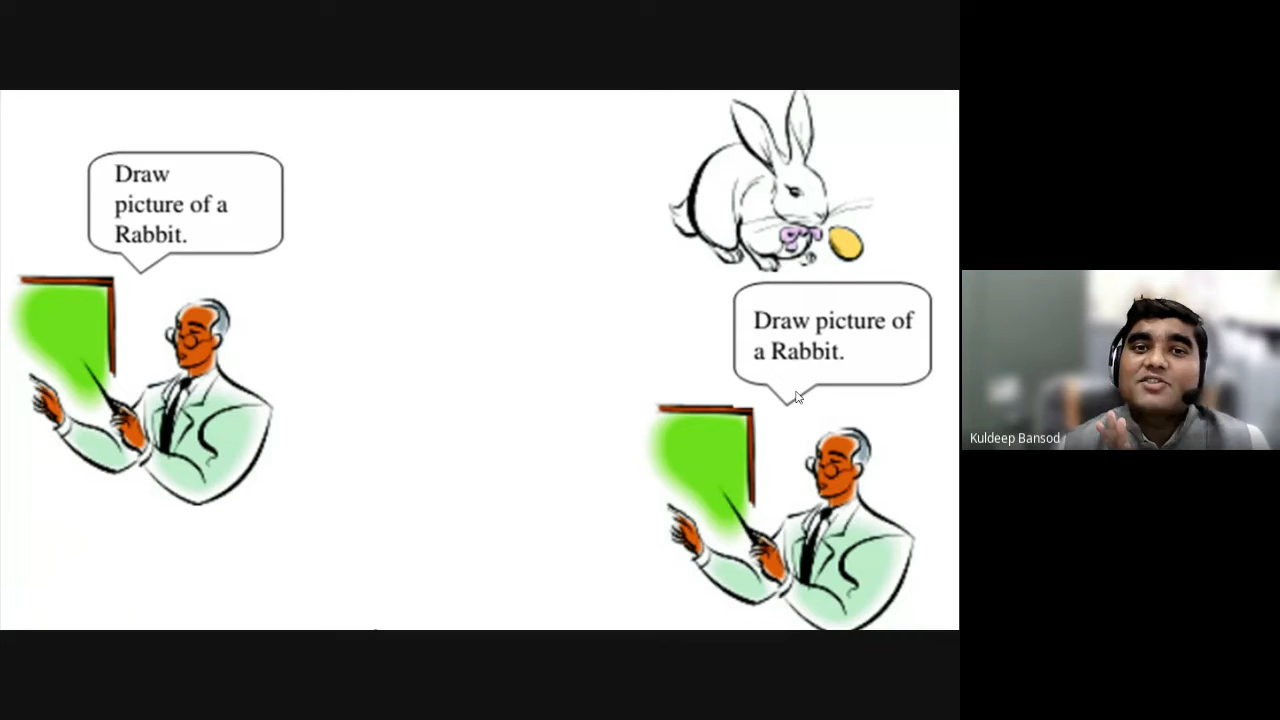 Draw
picture of a
Rabbit.
Draw picture of
a Rabbit.
Kuldeep Bansod